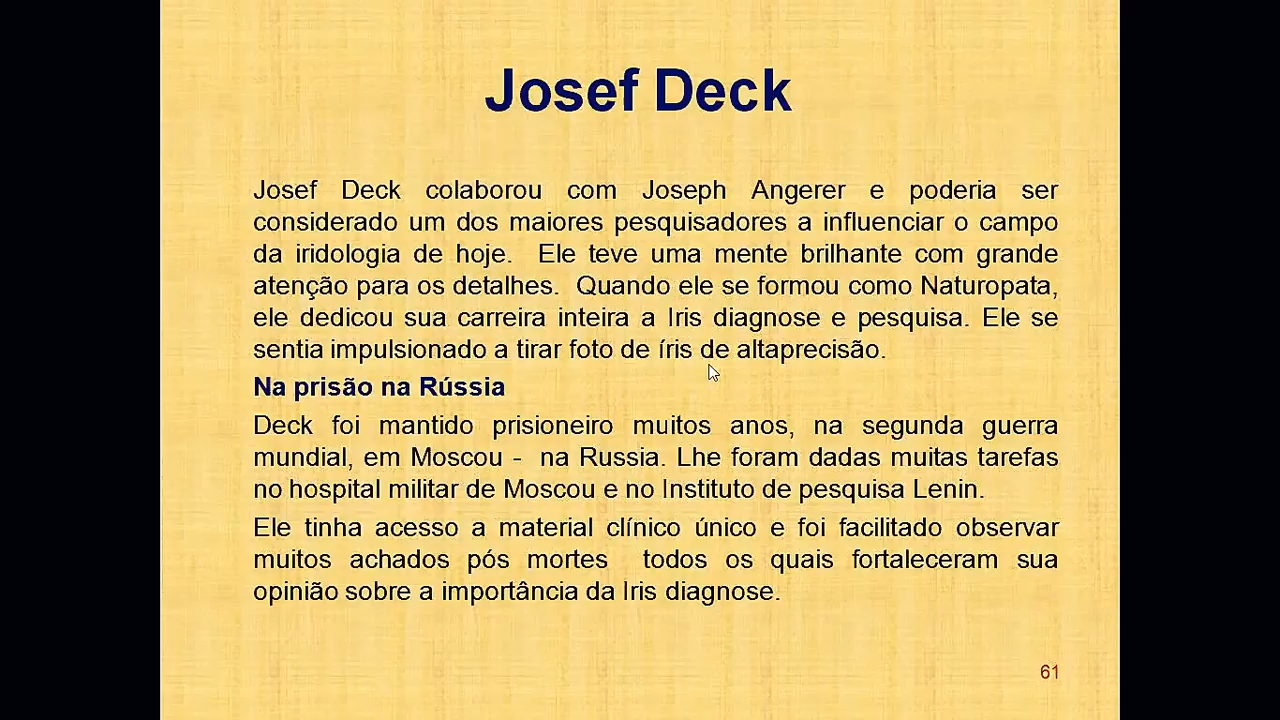 Josef Deck
Josef Deck colaborou com Joseph Angerer e poderia ser
considerado um dos maiores pesquisadores a influenciar o campo
da iridologia de hoje.  Ele teve uma mente brilhante com grande
atenção para os detalhes.  Quando ele se formou como Naturopata,
ele dedicou sua carreira inteira a Iris diagnose e pesquisa. Ele se
sentia impulsionado a tirar foto de íris de altaprecisão.
Na prisão na Rússia
Deck foi mantido prisioneiro muitos anos, na segunda guerra
mundial, em Moscou -  na Russia. Lhe foram dadas muitas tarefas
no hospital militar de Moscou e no Instituto de pesquisa Lenin.
Ele tinha acesso a material clínico único e foi facilitado observar
muitos achados pós mortes  todos os quais fortaleceram sua
opinião sobre a importância da Iris diagnose.
61